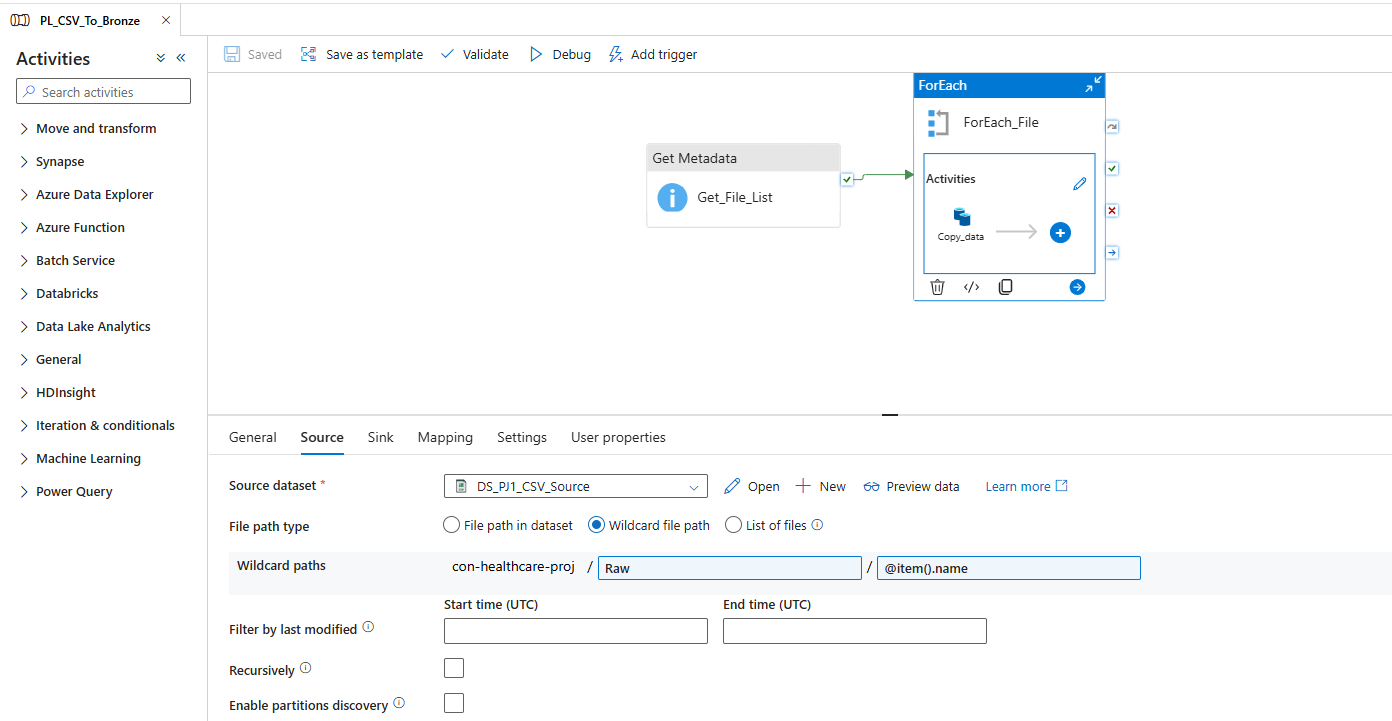 PL_CSV_To_Bronze
Activities
Search activities
Move and transform
Synapse
Azure Data Explorer
Azure Function
Batch Service
Databricks
Data Lake Analytics
General
HDInsight
Iteration & conditionals
Machine Learning
Power Query
Saved Save as template Validate Debug Add trigger
ForEach
ForEach_File
Get Metadata
Get_File_List
Activities
Copy_data
General Source Sink Mapping Settings User properties
Source dataset * DS_PJ1_CSV_Source Open New Preview data Learn more
File path type File path in dataset Wildcard file path List of files
Wildcard paths con-healthcare-proj / Raw / @item().name
Start time (UTC) End time (UTC)
Filter by last modified
Recursively
Enable partitions discovery